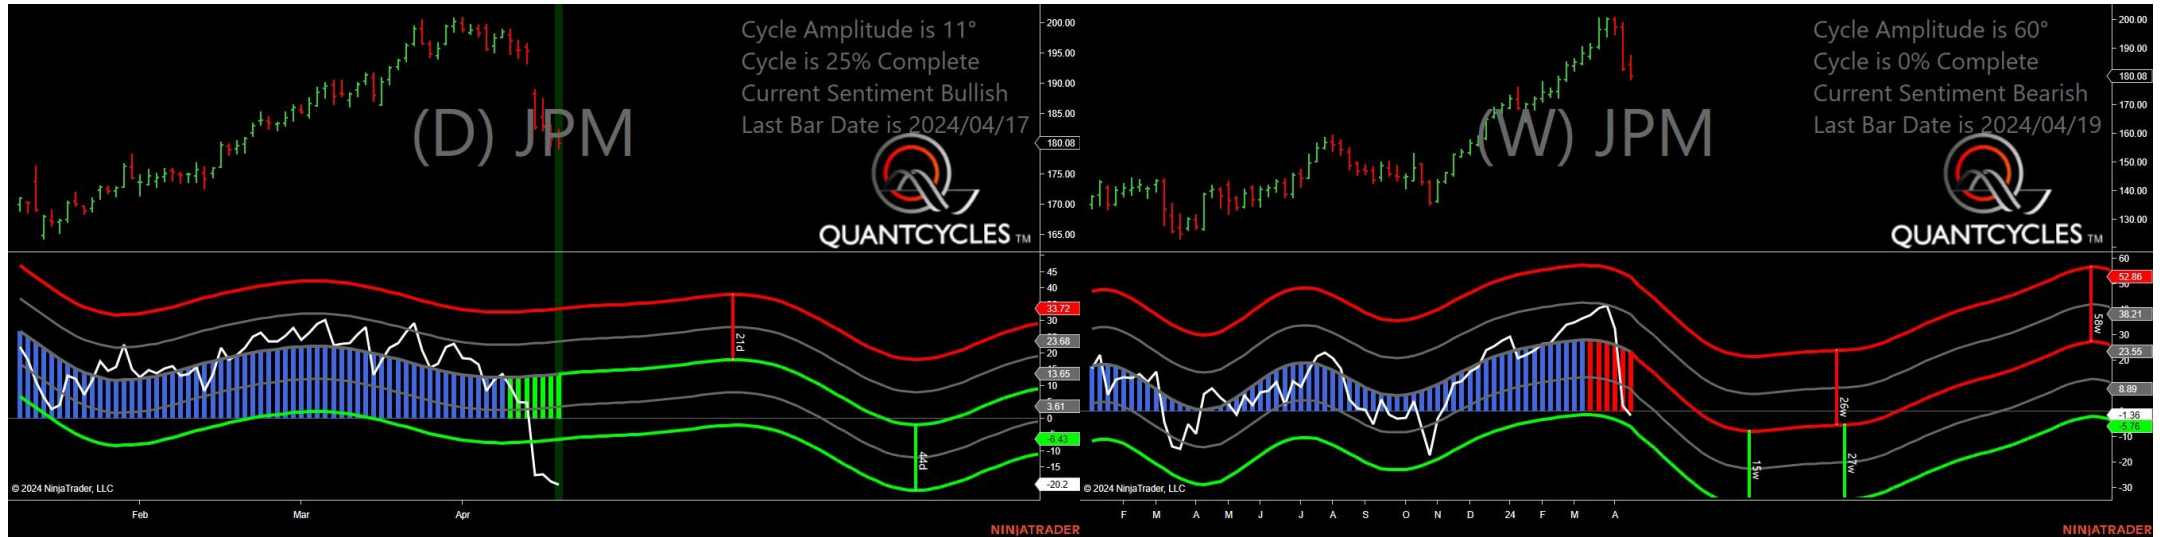 Cycle Amplitude is 11°
Cycle is 25% Complete
Current Sentiment Bullish
Last Bar Date is 2024/04/17
(D) JPM
QUANTCYCLES TM
200.00
195.00
190.00
185.00
180.08
175.00
170.00
165.00
45
40
33.72
30
23.68
20
13.65
10
3.61
0
-6.43
-10
-15
-20.2
21d
44d
© 2024 NinjaTrader, LLC
Feb Mar Apr
NINJATRADER
Cycle Amplitude is 60°
Cycle is 0% Complete
Current Sentiment Bearish
Last Bar Date is 2024/04/19
(W) JPM
QUANTCYCLES TM
200.00
190.00
180.08
170.00
160.00
150.00
140.00
130.00
60
52.86
50
38.21
30
23.55
20
8.89
-1.36
-5.76
-10
-20
-30
58w
26w
15w
27w
© 2024 NinjaTrader, LLC
F M A M J J A S O N D 24 F M A
NINJATRADER